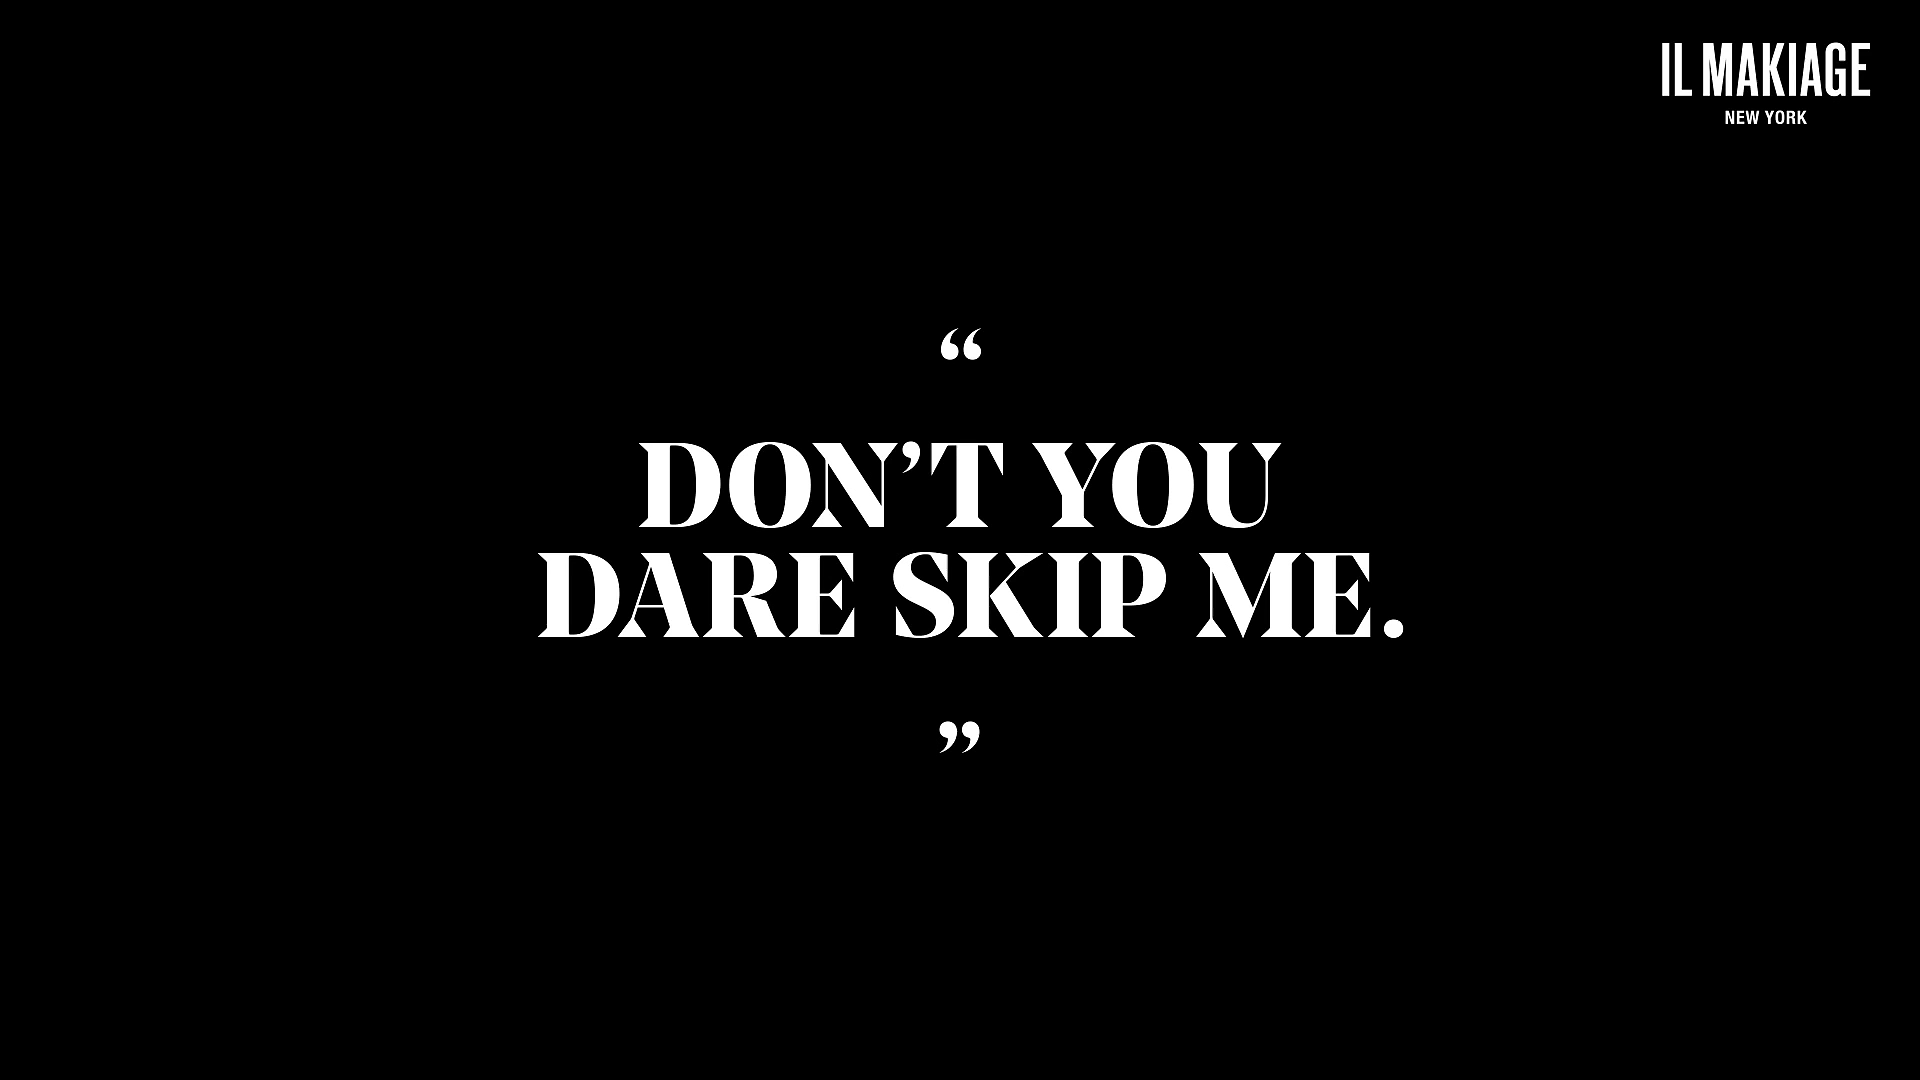 IL MAKIAGE
NEW YORK
“
DON’T YOU
DARE SKIP ME.
”